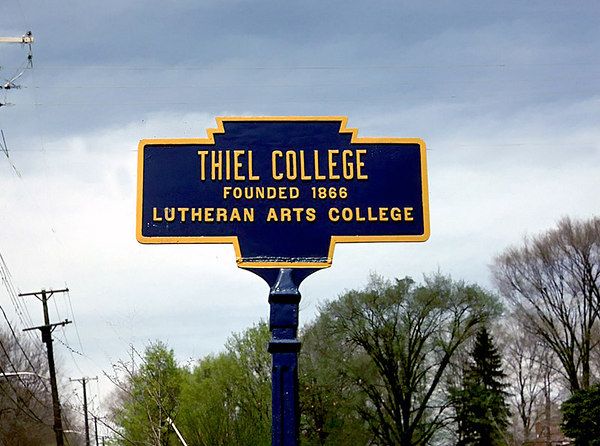 THIEL COLLEGE
FOUNDED 1866
LUTHERAN ARTS COLLEGE